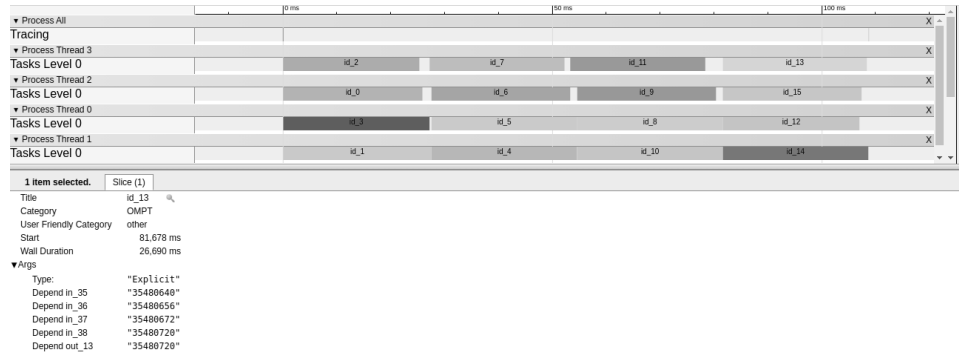 0 ms 50 ms 100 ms
▾ Process All X
Tracing
▾ Process Thread 3 X
Tasks Level 0 id_2 id_7 id_11 id_13
▾ Process Thread 2 X
Tasks Level 0 id_0 id_6 id_9 id_15
▾ Process Thread 0 X
Tasks Level 0 id_3 id_5 id_8 id_12
▾ Process Thread 1 X
Tasks Level 0 id_1 id_4 id_10 id_14
1 item selected. Slice (1)
Title id_13
Category OMPT
User Friendly Category other
Start 81,678 ms
Wall Duration 26,690 ms
▼Args
Type: "Explicit"
Depend in_35 "35480640"
Depend in_36 "35480656"
Depend in_37 "35480672"
Depend in_38 "35480720"
Depend out_13 "35480720"